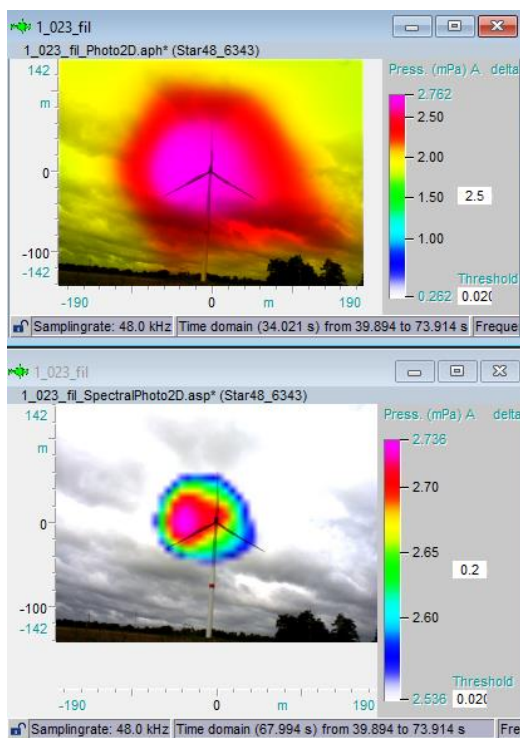 1_023_fil
1_023_fil_Photo2D.aph* (Star48_6343)
142
m
0
-100
-142
-190 0 m 190
Press. (mPa) A delta
2.762
2.50
2.00
1.50
1.00
0.262
2.5
Threshold
0.020
Samplingrate: 48.0 kHz Time domain (34.021 s) from 39.894 to 73.914 s Freque
1_023_fil
1_023_fil_SpectralPhoto2D.asp* (Star48_6343)
142
m
0
-100
-142
-190 0 m 190
Press. (mPa) A delta
2.736
2.70
2.65
2.60
2.536
0.2
Threshold
0.020
Samplingrate: 48.0 kHz Time domain (67.994 s) from 39.894 to 73.914 s Fre